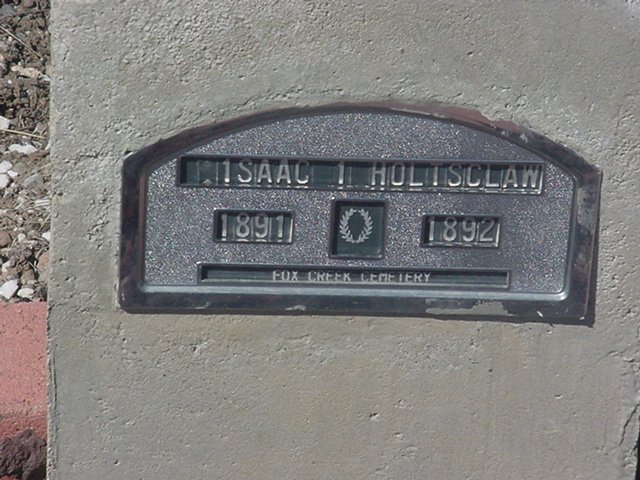 ISAAC I HOLTSCLAW
1891 1892
FOX CREEK CEMETERY